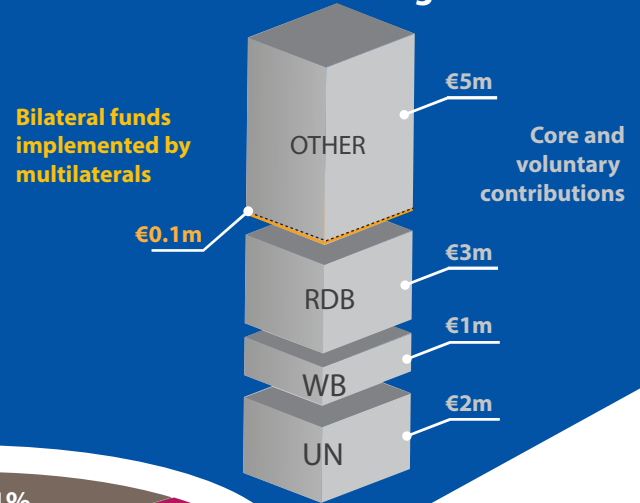 €5m
Bilateral funds
implemented by
multilaterals
OTHER
Core and
voluntary
contributions
€0.1m
€3m
RDB
€1m
WB
€2m
UN